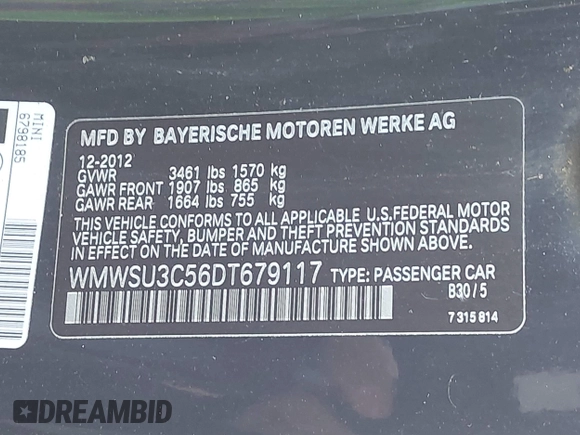 MINI
6798185
MFD BY BAYERISCHE MOTOREN WERKE AG
12-2012
GVWR 3461 lbs 1570 kg
GAWR FRONT 1907 lbs 865 kg
GAWR REAR 1664 lbs 755 kg
THIS VEHICLE CONFORMS TO ALL APPLICABLE U.S.FEDERAL MOTOR
VEHICLE SAFETY, BUMPER AND THEFT PREVENTION STANDARDS
IN EFFECT ON THE DATE OF MANUFACTURE SHOWN ABOVE.
WMWSU3C56DT679117 TYPE: PASSENGER CAR
B30/5
7 315 814
DREAMBID